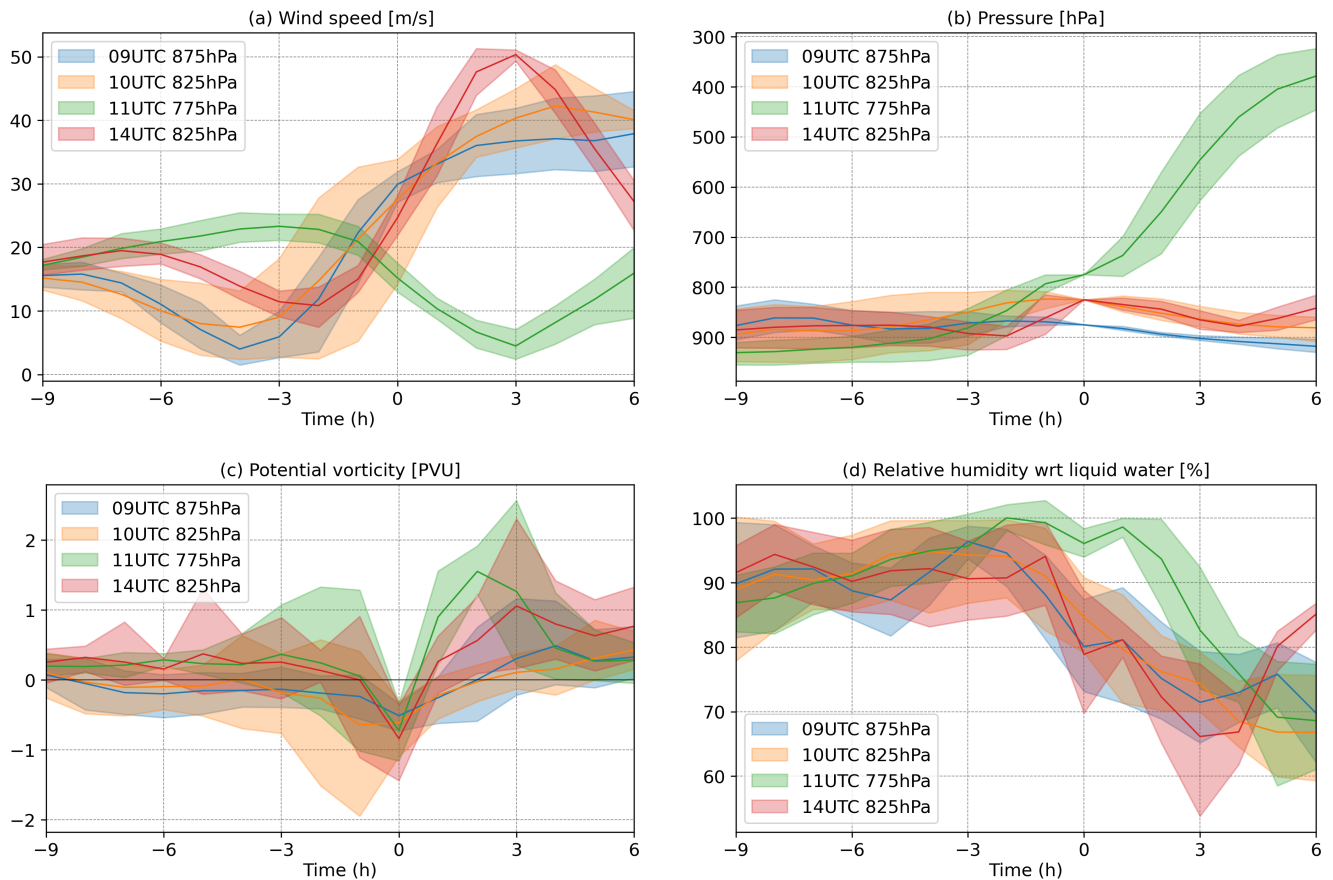 (a) Wind speed [m/s]
50
40
30
20
10
0
09UTC 875hPa
10UTC 825hPa
11UTC 775hPa
14UTC 825hPa
−9 −6 −3 0 3 6
Time (h)
(b) Pressure [hPa]
300
400
500
600
700
800
900
09UTC 875hPa
10UTC 825hPa
11UTC 775hPa
14UTC 825hPa
−9 −6 −3 0 3 6
Time (h)
(c) Potential vorticity [PVU]
2
1
0
−1
−2
09UTC 875hPa
10UTC 825hPa
11UTC 775hPa
14UTC 825hPa
−9 −6 −3 0 3 6
Time (h)
(d) Relative humidity wrt liquid water [%]
100
90
80
70
60
09UTC 875hPa
10UTC 825hPa
11UTC 775hPa
14UTC 825hPa
−9 −6 −3 0 3 6
Time (h)